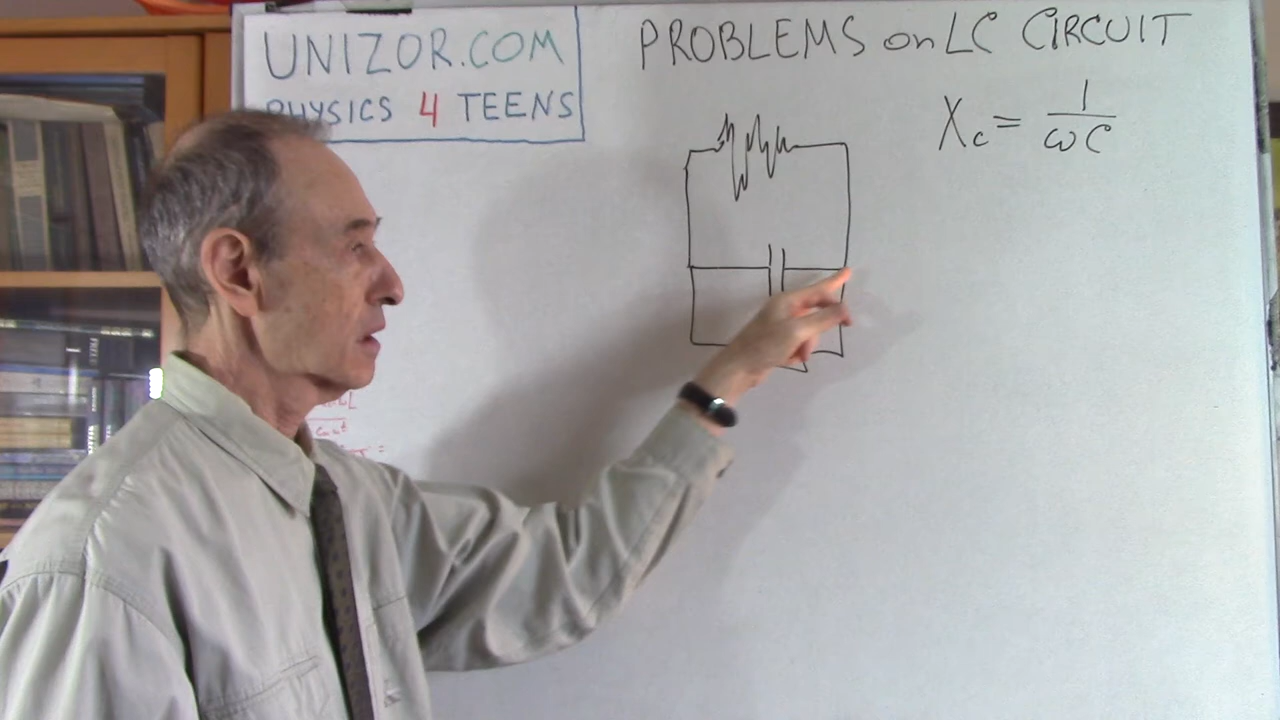 UNIZOR.COM
PHYSICS 4 TEENS
PROBLEMS on LC CIRCUIT
Xc = 1/ωC